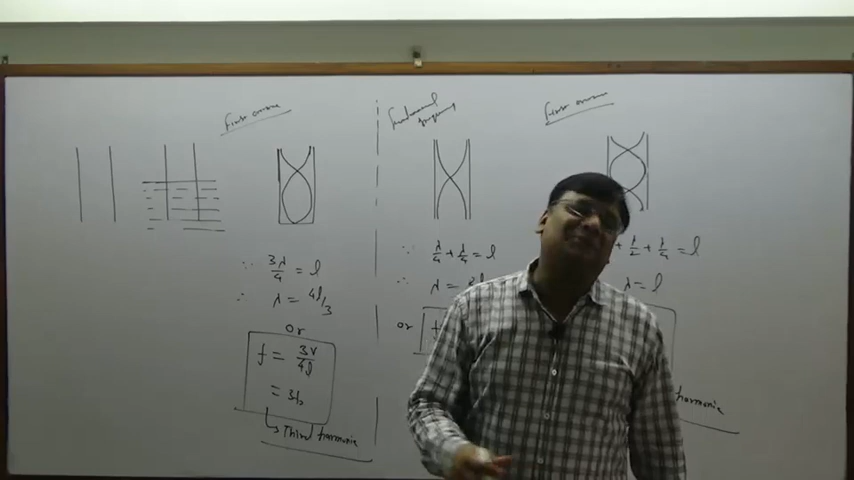 First overtone
∵ 3λ/4 = l
∴ λ = 4l/3
or
f = 3v/4l
= 3f₀
↳ Third harmonic
fundamental frequency
∵ λ/4 + λ/4 = l
∴ λ = 2l
or
First overtone
+ λ/2 + λ/4 = l
λ = l
harmonic